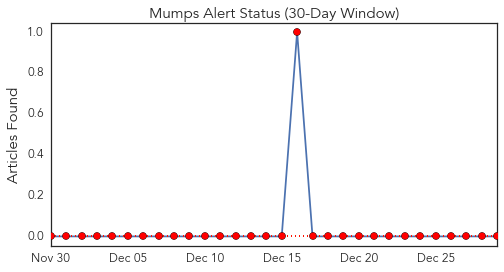 Mumps Alert Status (30-Day Window)
Articles Found
1.0
0.8
0.6
0.4
0.2
0.0
Nov 30 Dec 05 Dec 10 Dec 15 Dec 20 Dec 25